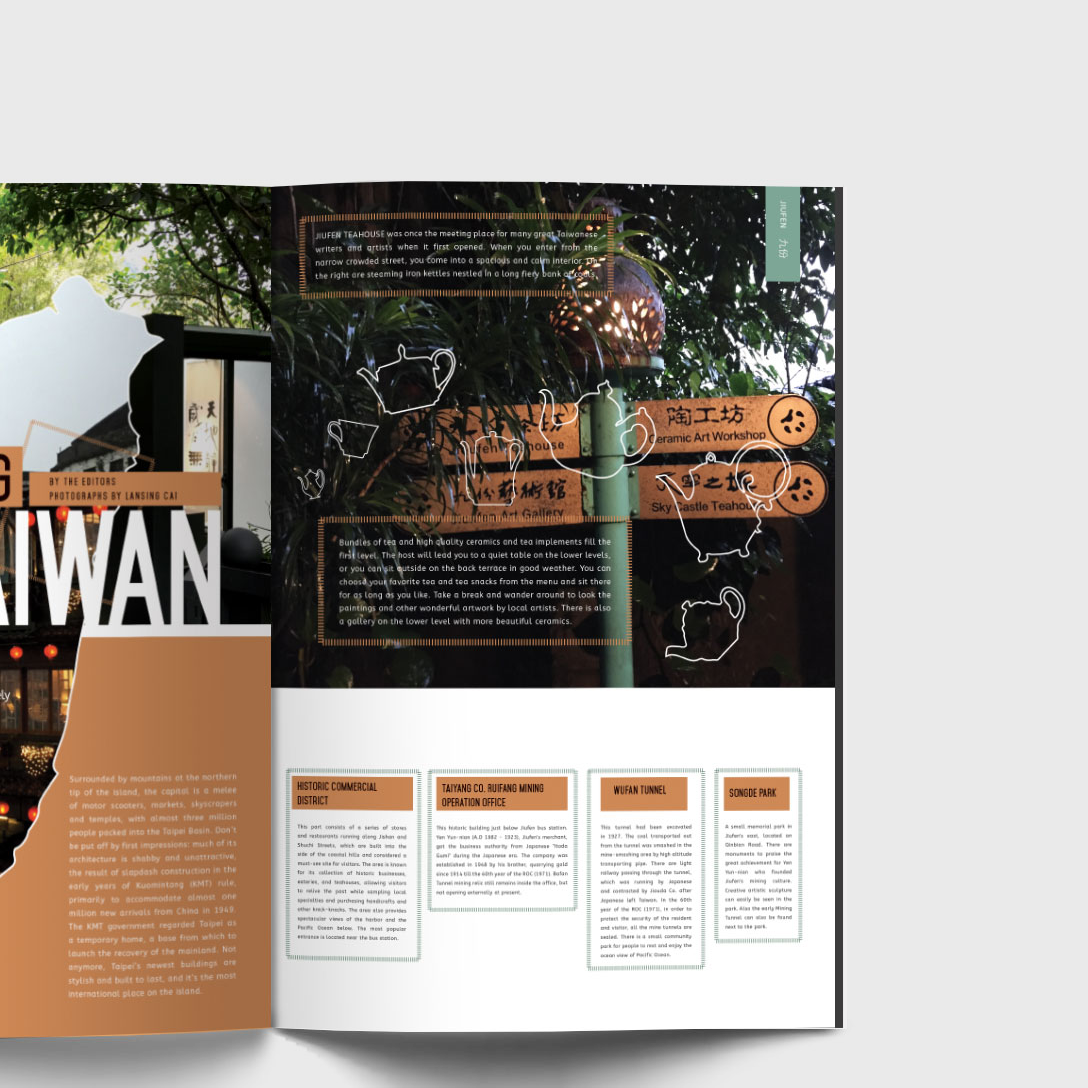 G
BY THE EDITORS
PHOTOGRAPHS BY LANSING CAI
AIWAN
ely
Surrounded by mountains at the northern
tip of the island, the capital is a melee
of motor scooters, markets, skyscrapers
and temples, with almost three million
people packed into the Taipei Basin. Don't
be put off by first impressions: much of its
architecture is shabby and unattractive,
the result of slapdash construction in the
early years of Kuomintang (KMT) rule,
primarily to accommodate almost one
million new arrivals from China in 1949.
The KMT government regarded Taipei as
a temporary home, a base from which to
launch the recovery of the mainland. Not
anymore, Taipei's newest buildings are
stylish and built to last, and it's the most
international place on the island.
JIUFEN 九份
JIUFEN TEAHOUSE was once the meeting place for many great Taiwanese
writers and artists when it first opened. When you enter from the
narrow crowded street, you come into a spacious and calm interior. On
the right are steaming iron kettles nestled in a long fiery bank of coals.
陶工坊
Ceramic Art Workshop
藝術館
Art Gallery
Sky Castle Teahouse
Bundles of tea and high quality ceramics and tea implements fill the
first level. The host will lead you to a quiet table on the lower levels,
or you can sit outside on the back terrace in good weather. You can
choose your favorite tea and tea snacks from the menu and sit there
for as long as you like. Take a break and wander around to look the
paintings and other wonderful artwork by local artists. There is also
a gallery on the lower level with more beautiful ceramics.
HISTORIC COMMERCIAL
DISTRICT
This part consists of a series of stores
and restaurants running along Jishan and
Shuchi Streets, which are built into the
side of the coastal hills and considered a
must-see site for visitors. The area is known
for its collection of historic businesses,
eateries, and teahouses, allowing visitors
to relive the past while sampling local
specialties and purchasing handicrafts and
other knick-knacks. The area also provides
spectacular views of the harbor and the
Pacific Ocean below. The most popular
entrance is located near the bus station.
TAIYANG CO. RUIFANG MINING
OPERATION OFFICE
This historic building just below Jiufen bus station.
Yen Yun-nian (A.D 1882 - 1923), Jiufen's merchant,
got the business authority from Japanese "Yoda
Gumi" during the Japanese era. The company was
established in 1948 by his brother, quarrying gold
since 1914 till the 60th year of the ROC (1971). Bafan
Tunnel mining relic still remains inside the office, but
not opening externally at present.
WUFAN TUNNEL
This tunnel had been excavated
in 1927. The coal transported out
from the tunnel was smashed in the
mine-smashing area by high altitude
transporting pipe. There are light
railway passing through the tunnel,
which was running by Japanese
and contracted by Jiouda Co. after
Japanese left Taiwan. In the 60th
year of the ROC (1971), in order to
protect the security of the resident
and visitor, all the mine tunnels are
sealed. There is a small community
park for people to rest and enjoy the
ocean view of Pacific Ocean.
SONGDE PARK
A small memorial park in
Jiufen's east, located on
Qinbian Road. There are
monuments to praise the
great achievement for Yen
Yun-nian who founded
Jiufen's mining culture.
Creative artistic sculpture
can easily be seen in the
park. Also the early Mining
Tunnel can also be found
next to the park.